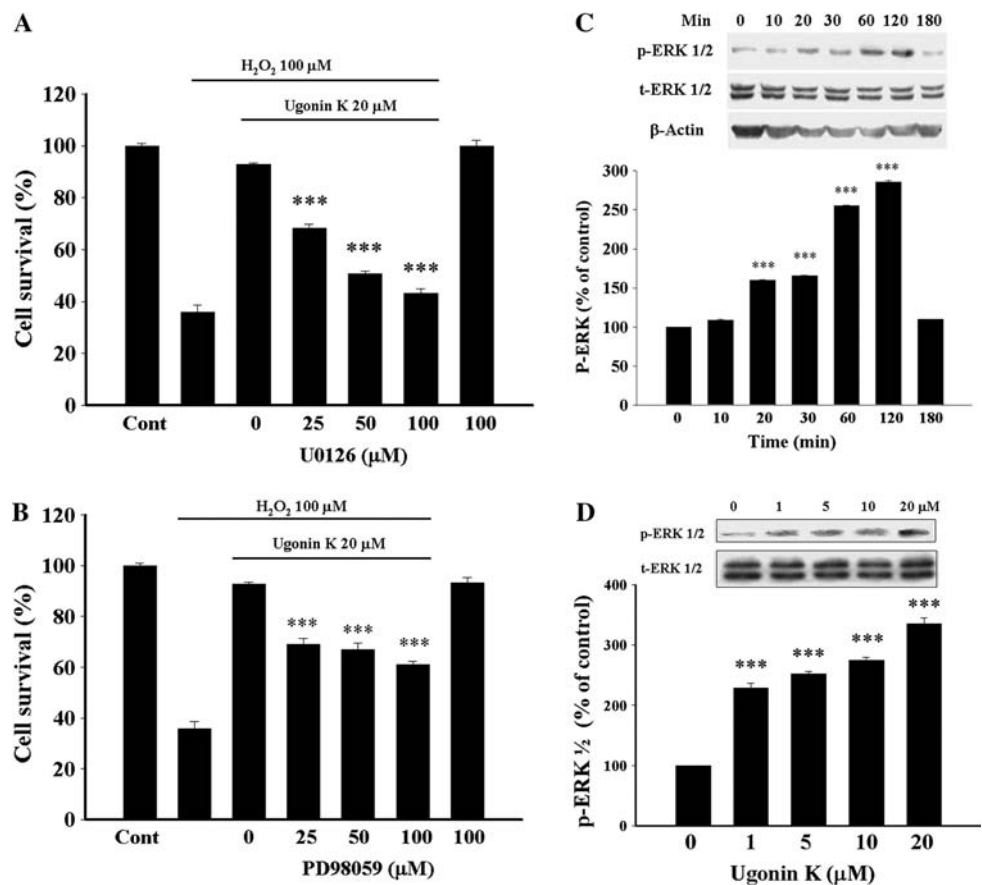 A
H₂O₂ 100 μM
Ugonin K 20 μM
Cell survival (%)
120
100
80
60
40
20
0
***
***
***
Cont 0 25 50 100 100
U0126 (μM)
B
H₂O₂ 100 μM
Ugonin K 20 μM
Cell survival (%)
120
100
80
60
40
20
0
***
***
***
Cont 0 25 50 100 100
PD98059 (μM)
C
Min 0 10 20 30 60 120 180
p-ERK 1/2
t-ERK 1/2
β-Actin
P-ERK (% of control)
300
250
200
150
100
50
0
***
***
***
***
0 10 20 30 60 120 180
Time (min)
D
0 1 5 10 20 μM
p-ERK 1/2
t-ERK 1/2
p-ERK ½ (% of control)
400
300
200
100
0
***
***
***
***
0 1 5 10 20
Ugonin K (μM)